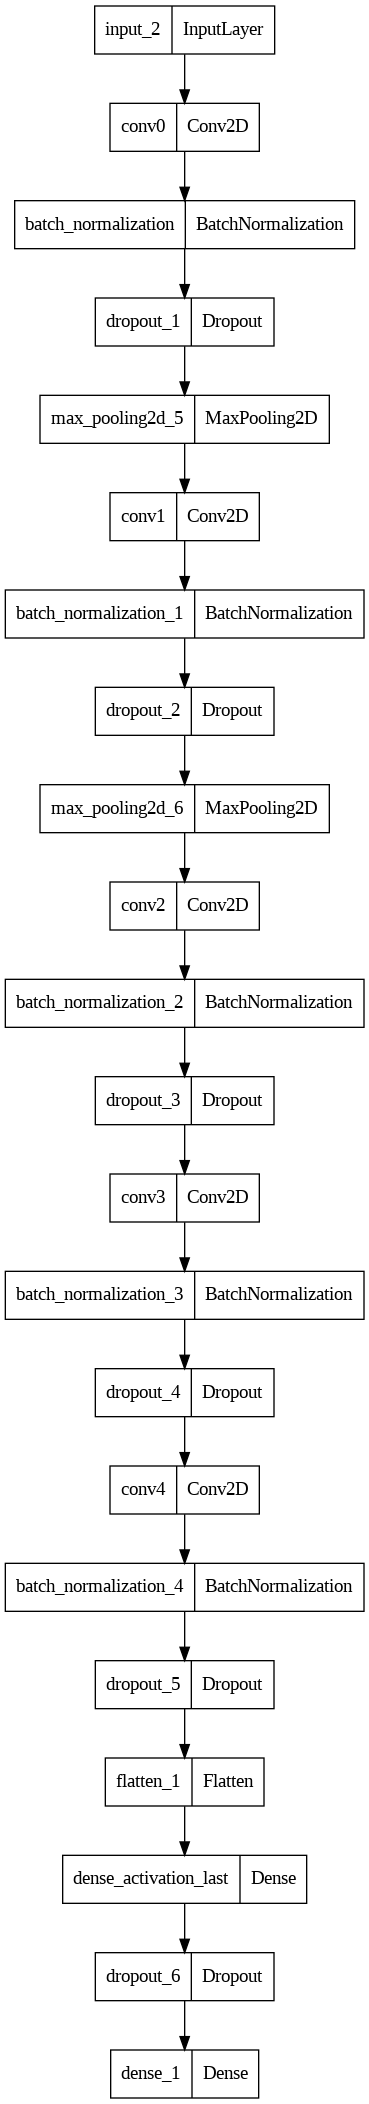 input_2 InputLayer
conv0 Conv2D
batch_normalization BatchNormalization
dropout_1 Dropout
max_pooling2d_5 MaxPooling2D
conv1 Conv2D
batch_normalization_1 BatchNormalization
dropout_2 Dropout
max_pooling2d_6 MaxPooling2D
conv2 Conv2D
batch_normalization_2 BatchNormalization
dropout_3 Dropout
conv3 Conv2D
batch_normalization_3 BatchNormalization
dropout_4 Dropout
conv4 Conv2D
batch_normalization_4 BatchNormalization
dropout_5 Dropout
flatten_1 Flatten
dense_activation_last Dense
dropout_6 Dropout
dense_1 Dense